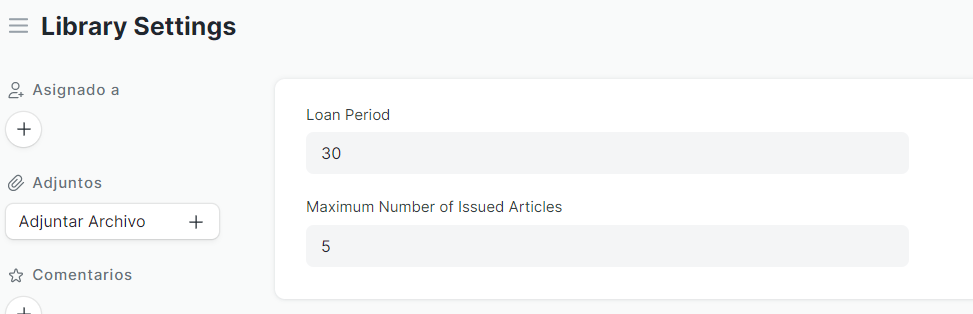 Library Settings
Asignado a
Adjuntos
Adjuntar Archivo
Comentarios
Loan Period
30
Maximum Number of Issued Articles
5